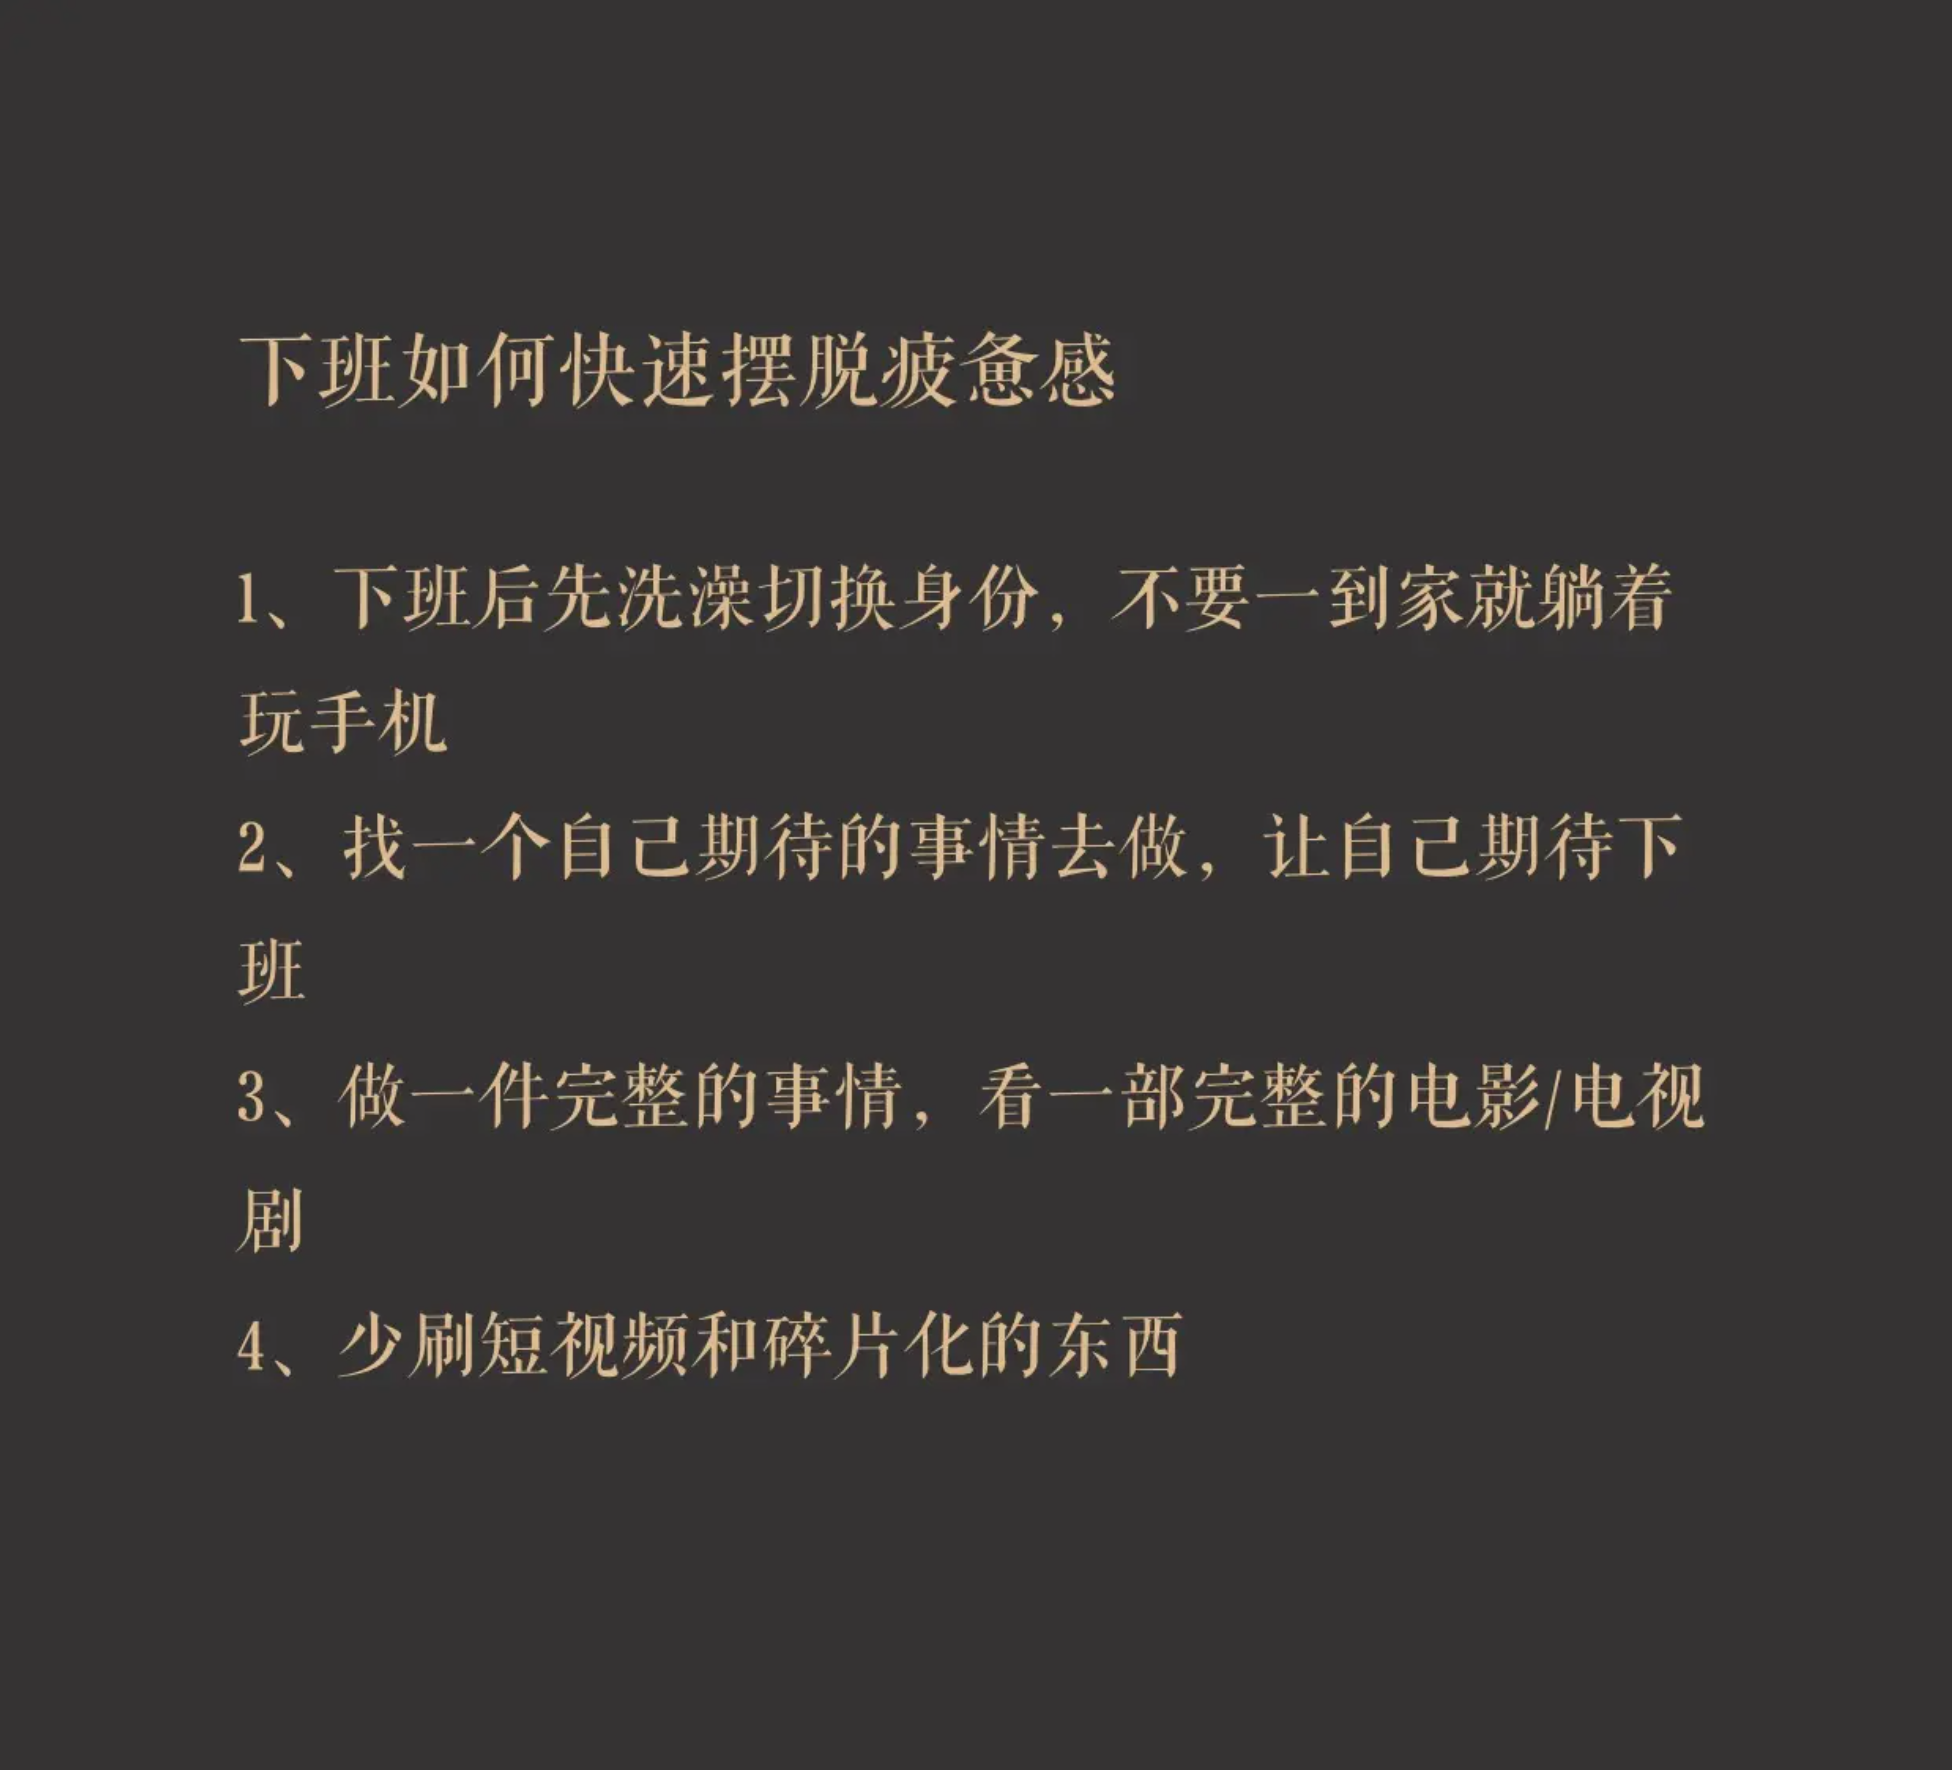 下班如何快速摆脱疲惫感
1、下班后先洗澡切换身份，不要一到家就躺着
玩手机
2、找一个自己期待的事情去做，让自己期待下
班
3、做一件完整的事情，看一部完整的电影/电视
剧
4、少刷短视频和碎片化的东西